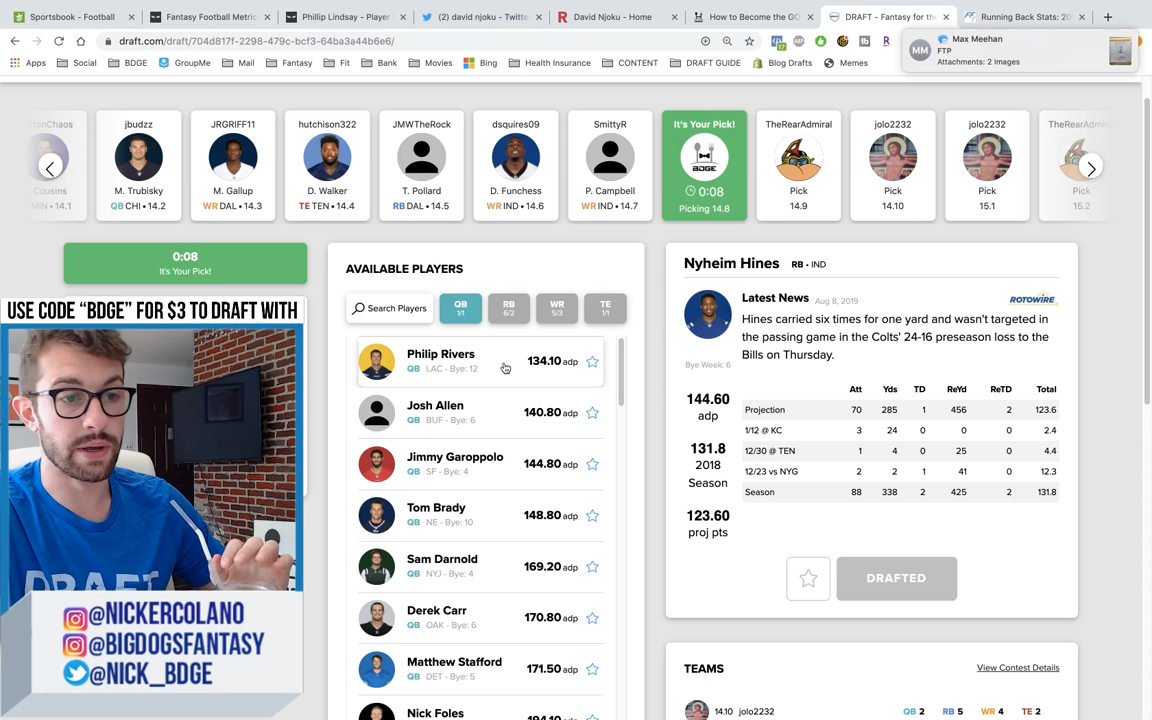 Sportsbook - Football
Fantasy Football Metric
Phillip Lindsay - Player
(2) david njoku - Twitte
David Njoku - Home
How to Become the GO
DRAFT - Fantasy for the
Running Back Stats: 20
draft.com/draft/704d817f-2298-479c-bcf3-64ba3a44b6e6/
Max Meehan
FTP
Attachments: 2 Images
MM
Apps
Social
BDGE
GroupMe
Mail
Fantasy
Fit
Bank
Movies
Bing
Health Insurance
CONTENT
DRAFT GUIDE
Blog Drafts
Memes
tonChaos
Cousins
MIN • 14.1
jbudzz
M. Trubisky
QB CHI • 14.2
JRGRIFF11
M. Gallup
WR DAL • 14.3
hutchison322
D. Walker
TE TEN • 14.4
JMWTheRock
T. Pollard
RB DAL • 14.5
dsquires09
D. Funchess
WR IND • 14.6
SmittyR
P. Campbell
WR IND • 14.7
It's Your Pick!
BDGE
0:08
Picking 14.8
TheRearAdmiral
Pick
14.9
jolo2232
Pick
14.10
jolo2232
Pick
15.1
TheRearAdmira
Pick
15.2
0:08
It's Your Pick!
USE CODE "BDGE" FOR $3 TO DRAFT WITH
DRAFT
@NICKERCOLANO
@BIGDOGSFANTASY
@NICK_BDGE
AVAILABLE PLAYERS
Search Players
QB
1/1
RB
6/2
WR
5/3
TE
1/1
Philip Rivers
QB LAC - Bye: 12
134.10 adp
Josh Allen
QB BUF - Bye: 6
140.80 adp
Jimmy Garoppolo
QB SF - Bye: 4
144.80 adp
Tom Brady
QB NE - Bye: 10
148.80 adp
Sam Darnold
QB NYJ - Bye: 4
169.20 adp
Derek Carr
QB OAK - Bye: 6
170.80 adp
Matthew Stafford
QB DET - Bye: 5
171.50 adp
Nick Foles
194.10 adp
Nyheim Hines RB • IND
Latest News Aug 8, 2019
ROTOWIRE
Hines carried six times for one yard and wasn't targeted in
the passing game in the Colts' 24-16 preseason loss to the
Bills on Thursday.
Bye Week: 6
144.60
adp
131.8
2018
Season
123.60
proj pts
Att Yds TD ReYd ReTD Total
Projection 70 285 1 456 2 123.6
1/12 @ KC 3 24 0 0 0 2.4
12/30 @ TEN 1 4 0 25 0 4.4
12/23 vs NYG 2 2 1 41 0 12.3
Season 88 338 2 425 2 131.8
DRAFTED
TEAMS
View Contest Details
14.10 jolo2232
QB 2 RB 5 WR 4 TE 2